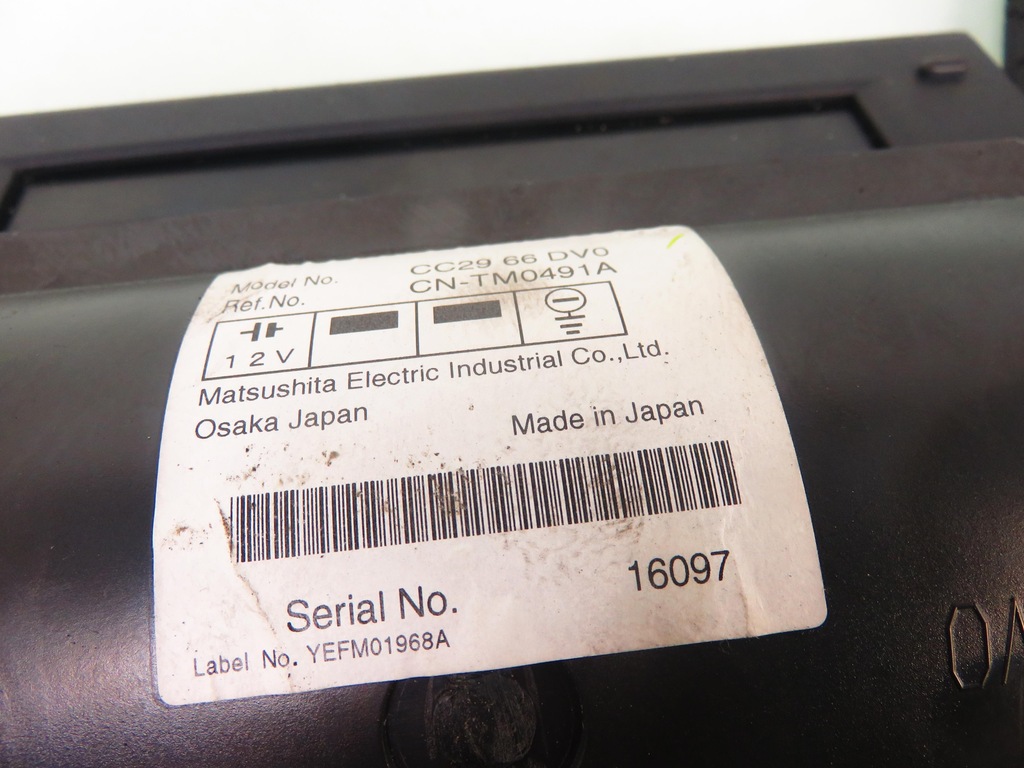 Model No. CC29 66 DV0
Ref.No. CN-TM0491A
12V
Matsushita Electric Industrial Co.,Ltd.
Osaka Japan Made in Japan
Serial No. 16097
Label No. YEFM01968A